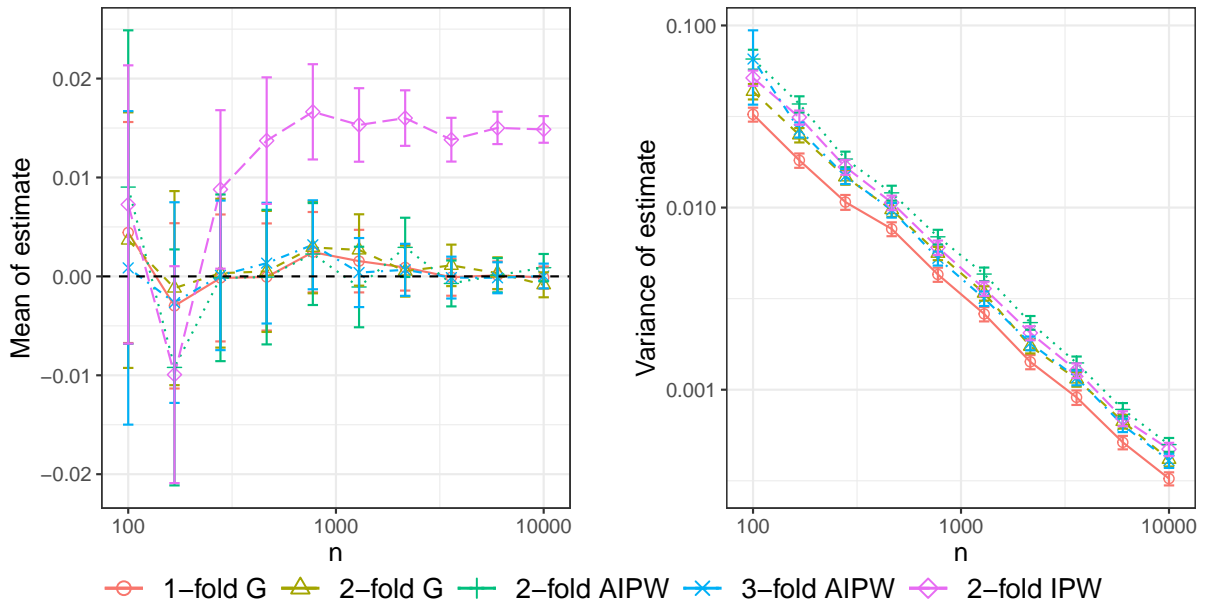 Mean of estimate
0.02
0.01
0.00
−0.01
−0.02
100
1000
10000
n
Variance of estimate
0.100
0.010
0.001
100
1000
10000
n
1−fold G
2−fold G
2−fold AIPW
3−fold AIPW
2−fold IPW